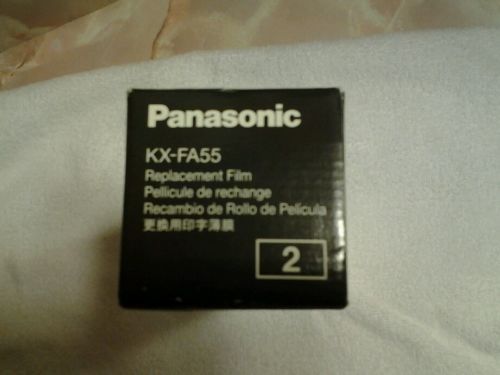 Panasonic
KX-FA55
Replacement Film
Pellicule de rechange
Recambio de Rollo de Película
更換用印字薄膜
2